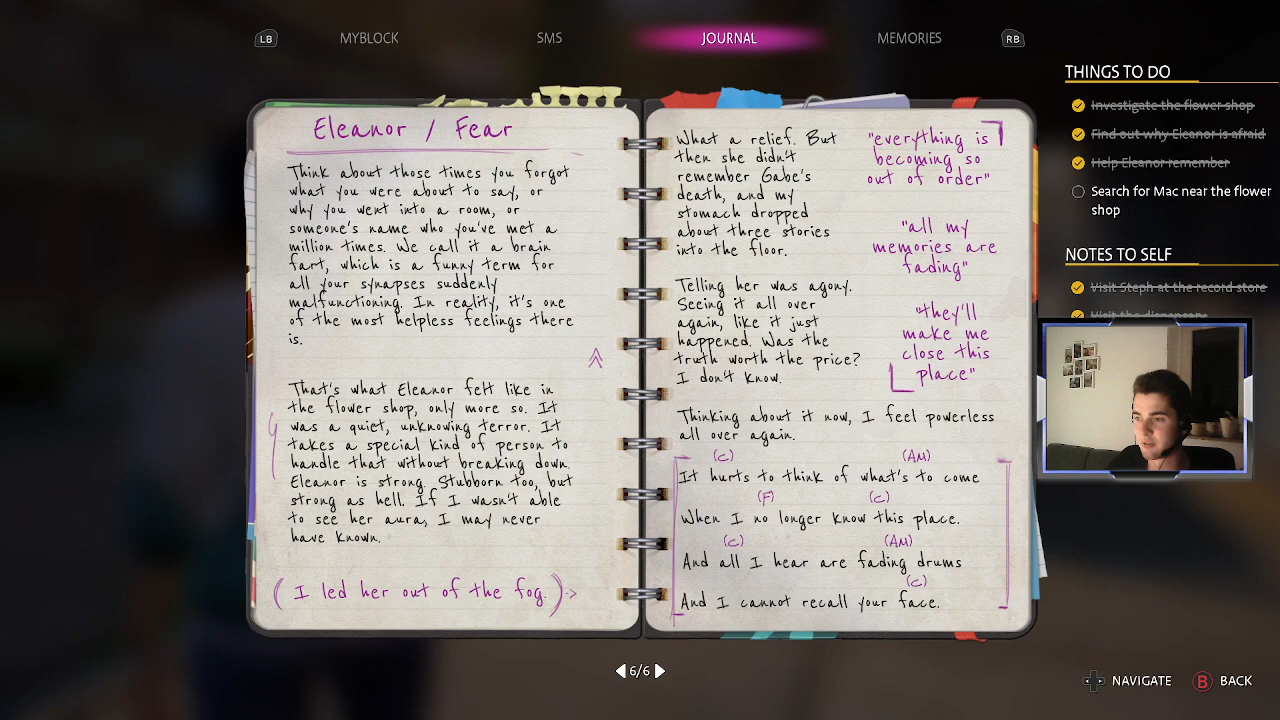 LB
MYBLOCK
SMS
JOURNAL
MEMORIES
RB
Eleanor / Fear
Think about those times you forgot
what you were about to say, or
why you went into a room, or
someone's name who you've met a
million times. We call it a brain
fart, which is a funny term for
all your synapses suddenly
malfunctioning. In reality, it's one
of the most helpless feelings there
is.
That's what Eleanor felt like in
the flower shop, only more so. It
was a quiet, unknowing terror. It
takes a special kind of person to
handle that without breaking down.
Eleanor is strong. Stubborn too, but
strong as hell. If I wasn't able
to see her aura, I may never
have known.
(I led her out of the fog.)
What a relief. But
then she didn't
remember Gabe's
death, and my
stomach dropped
about three stories
into the floor.
Telling her was agony.
Seeing it all over
again, like it just
happened. Was the
truth worth the price?
I don't know.
"everything is
becoming so
out of order"
"all my
memories are
fading"
"they'll
make me
close this
place"
Thinking about it now, I feel powerless
all over again.
(C) (AM)
It hurts to think of what's to come
(F) (C)
When I no longer know this place.
(C) (AM)
And all I hear are fading drums
(C)
And I cannot recall your face.
6/6
THINGS TO DO
Investigate the flower shop
Find out why Eleanor is afraid
Help Eleanor remember
Search for Mac near the flower
shop
NOTES TO SELF
Visit Steph at the record store
Visit the dispensary
NAVIGATE
B BACK